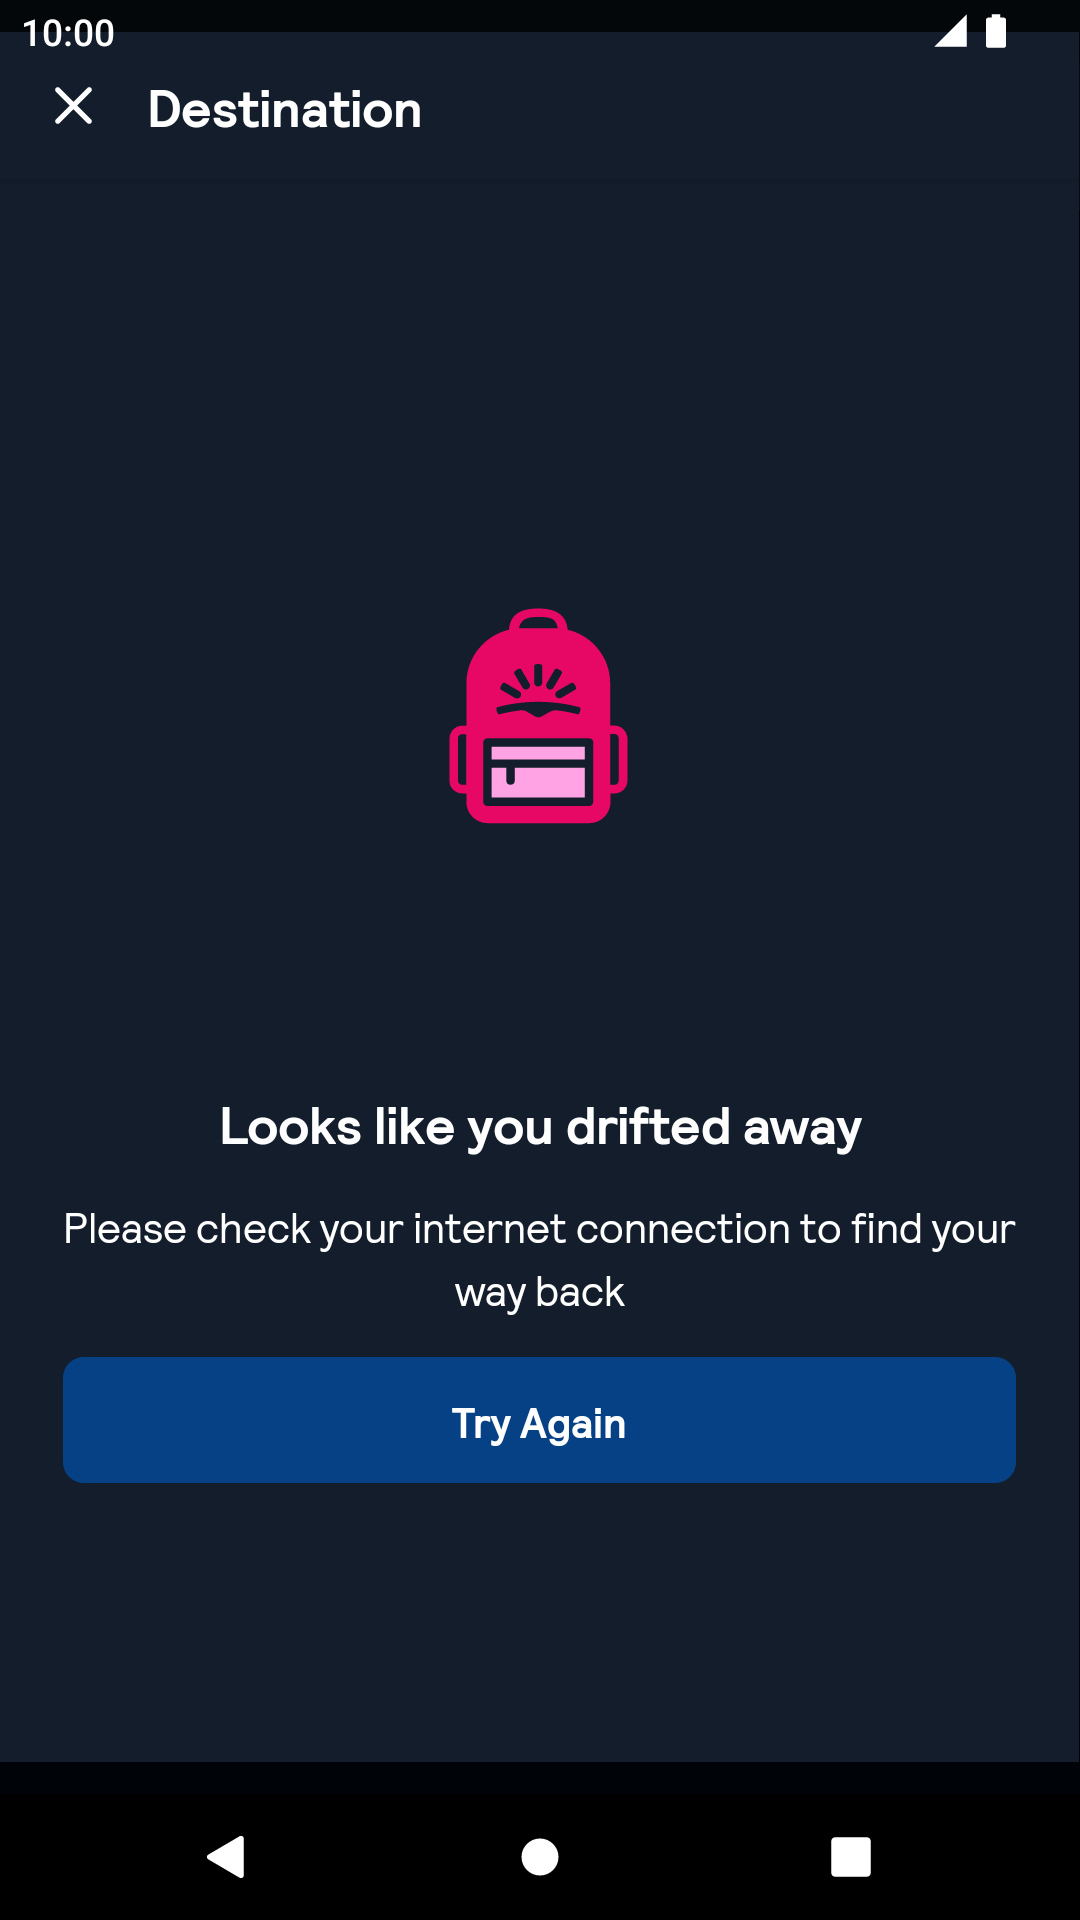 10:00
Destination
Looks like you drifted away
Please check your internet connection to find your
way back
Try Again